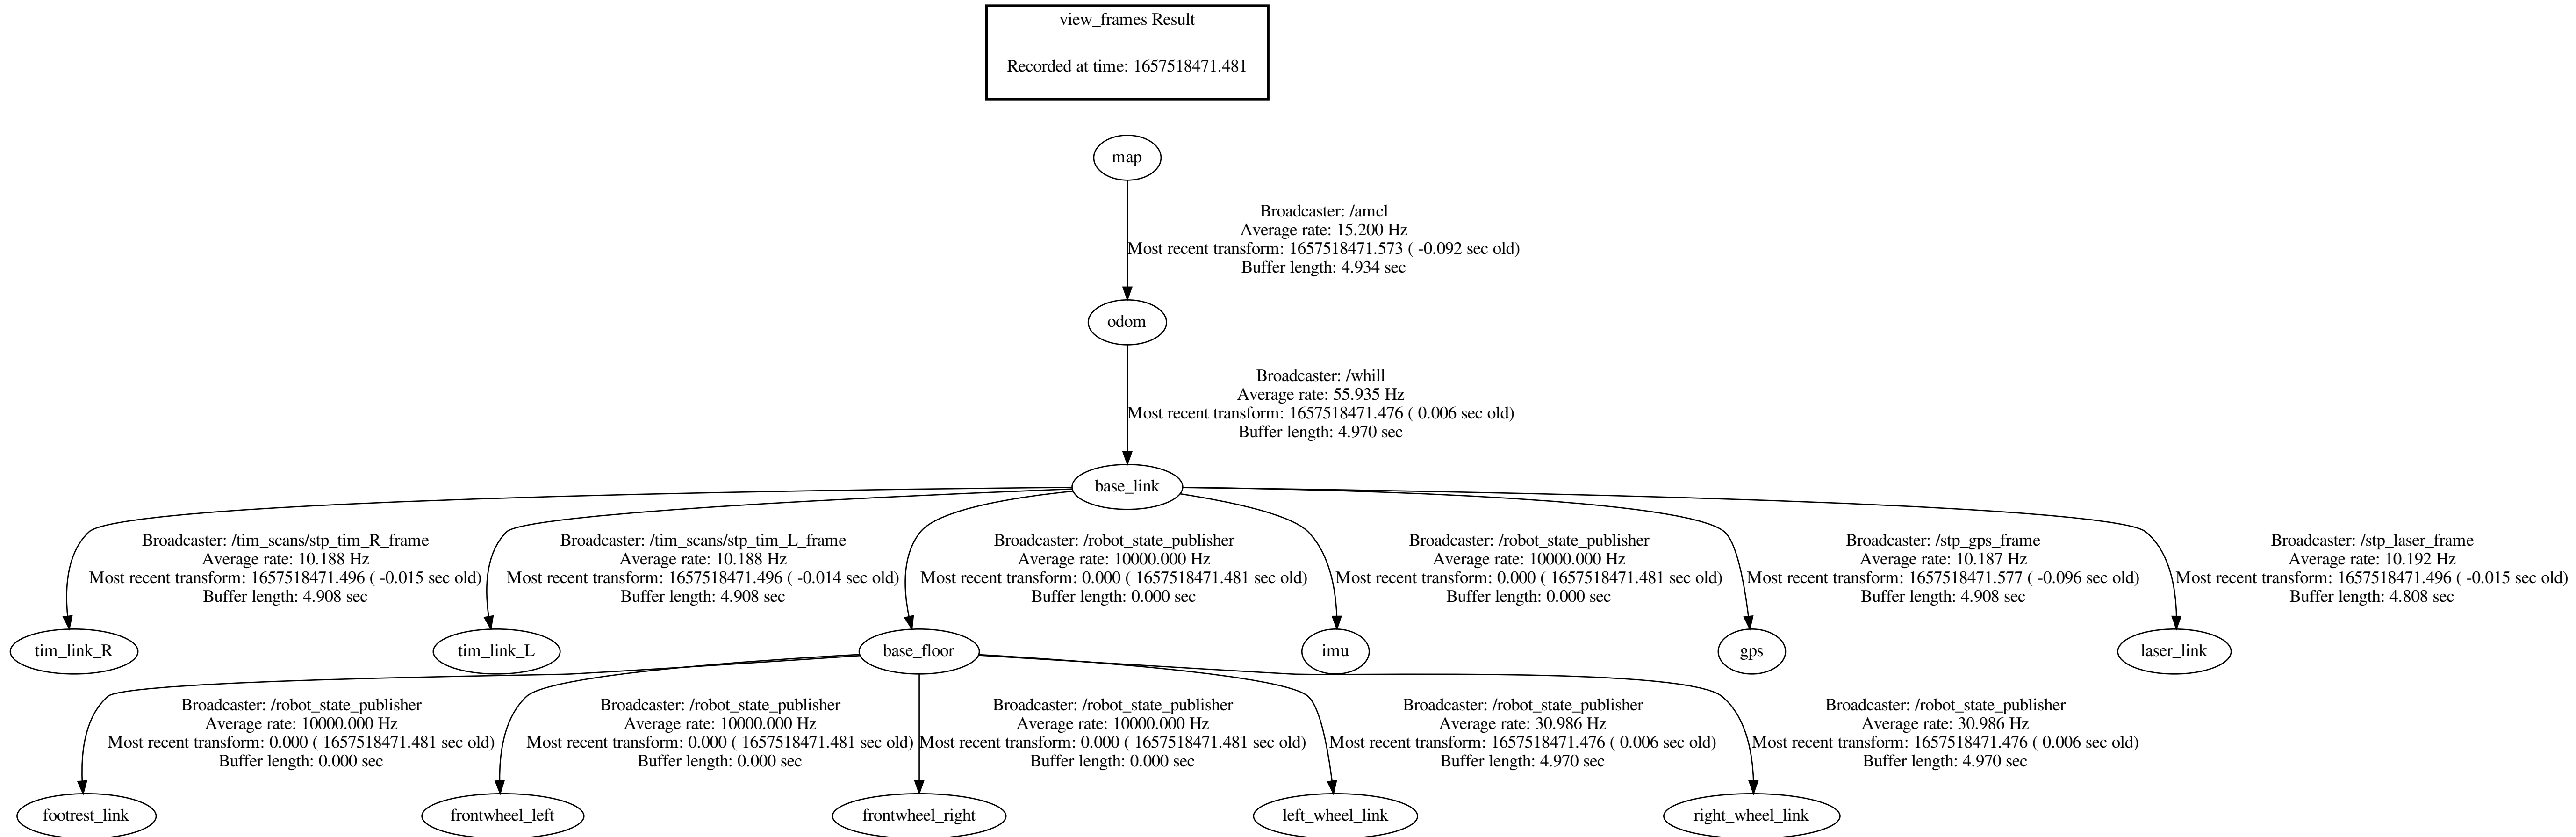 view_frames Result
Recorded at time: 1657518471.481
map
Broadcaster: /amcl
Average rate: 15.200 Hz
Most recent transform: 1657518471.573 ( -0.092 sec old)
Buffer length: 4.934 sec
odom
Broadcaster: /whill
Average rate: 55.935 Hz
Most recent transform: 1657518471.476 ( 0.006 sec old)
Buffer length: 4.970 sec
base_link
Broadcaster: /tim_scans/stp_tim_R_frame
Average rate: 10.188 Hz
Most recent transform: 1657518471.496 ( -0.015 sec old)
Buffer length: 4.908 sec
Broadcaster: /tim_scans/stp_tim_L_frame
Average rate: 10.188 Hz
Most recent transform: 1657518471.496 ( -0.014 sec old)
Buffer length: 4.908 sec
Broadcaster: /robot_state_publisher
Average rate: 10000.000 Hz
Most recent transform: 0.000 ( 1657518471.481 sec old)
Buffer length: 0.000 sec
Broadcaster: /robot_state_publisher
Average rate: 10000.000 Hz
Most recent transform: 0.000 ( 1657518471.481 sec old)
Buffer length: 0.000 sec
Broadcaster: /stp_gps_frame
Average rate: 10.187 Hz
Most recent transform: 1657518471.577 ( -0.096 sec old)
Buffer length: 4.908 sec
Broadcaster: /stp_laser_frame
Average rate: 10.192 Hz
Most recent transform: 1657518471.496 ( -0.015 sec old)
Buffer length: 4.808 sec
tim_link_R
tim_link_L
base_floor
imu
gps
laser_link
Broadcaster: /robot_state_publisher
Average rate: 10000.000 Hz
Most recent transform: 0.000 ( 1657518471.481 sec old)
Buffer length: 0.000 sec
Broadcaster: /robot_state_publisher
Average rate: 10000.000 Hz
Most recent transform: 0.000 ( 1657518471.481 sec old)
Buffer length: 0.000 sec
Broadcaster: /robot_state_publisher
Average rate: 10000.000 Hz
Most recent transform: 0.000 ( 1657518471.481 sec old)
Buffer length: 0.000 sec
Broadcaster: /robot_state_publisher
Average rate: 30.986 Hz
Most recent transform: 1657518471.476 ( 0.006 sec old)
Buffer length: 4.970 sec
Broadcaster: /robot_state_publisher
Average rate: 30.986 Hz
Most recent transform: 1657518471.476 ( 0.006 sec old)
Buffer length: 4.970 sec
footrest_link
frontwheel_left
frontwheel_right
left_wheel_link
right_wheel_link